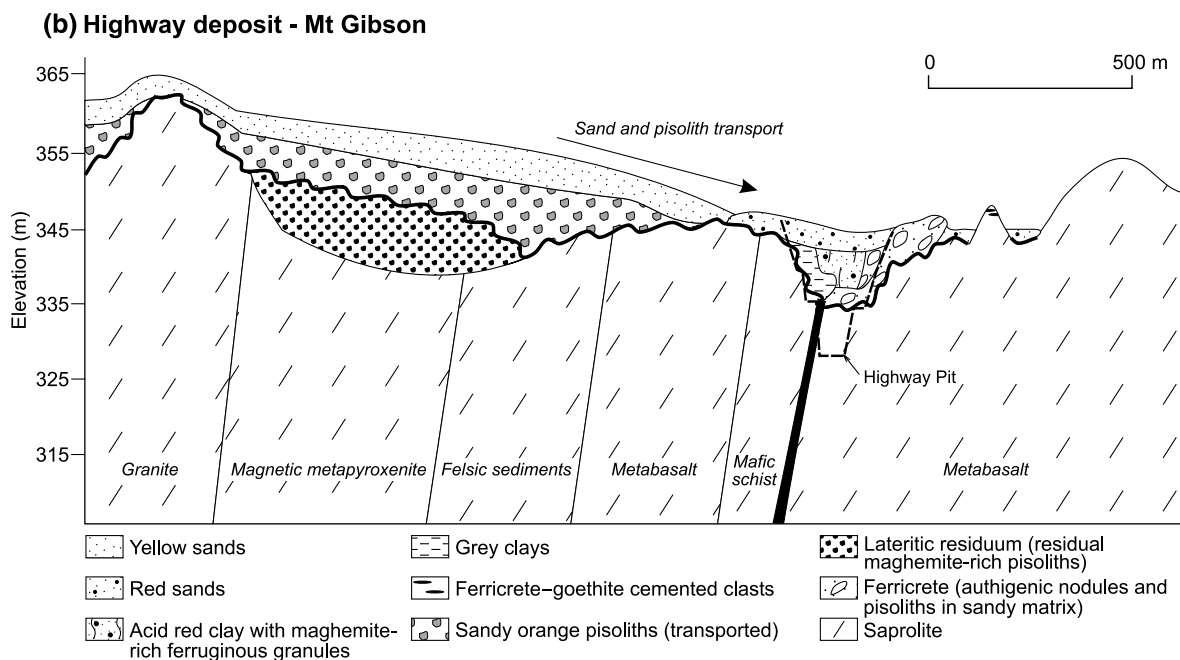 (b) Highway deposit - Mt Gibson
0 500 m
365
355
345
335
325
315
Elevation (m)
Sand and pisolith transport
Highway Pit
Granite
Magnetic metapyroxenite
Felsic sediments
Metabasalt
Mafic
schist
Metabasalt
Yellow sands
Red sands
Acid red clay with maghemite-
rich ferruginous granules
Grey clays
Ferricrete–goethite cemented clasts
Sandy orange pisoliths (transported)
Lateritic residuum (residual
maghemite-rich pisoliths)
Ferricrete (authigenic nodules and
pisoliths in sandy matrix)
Saprolite